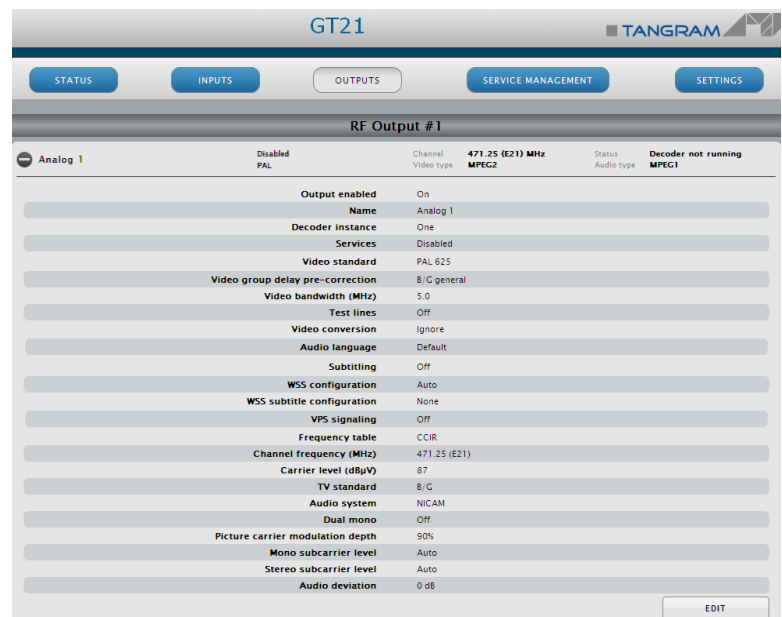 GT21
TANGRAM
STATUS INPUTS OUTPUTS SERVICE MANAGEMENT SETTINGS
RF Output #1
Analog 1 Disabled Channel 471.25 (E21) MHz Status Decoder not running
PAL Video type MPEG2 Audio type MPEG1
Output enabled On
Name Analog 1
Decoder instance One
Services Disabled
Video standard PAL 625
Video group delay pre-correction B/G general
Video bandwidth (MHz) 5.0
Test lines Off
Video conversion Ignore
Audio language Default
Subtitling Off
WSS configuration Auto
WSS subtitle configuration None
VPS signaling Off
Frequency table CCIR
Channel frequency (MHz) 471.25 (E21)
Carrier level (dBµV) 87
TV standard B/G
Audio system NICAM
Dual mono Off
Picture carrier modulation depth 90%
Mono subcarrier level Auto
Stereo subcarrier level Auto
Audio deviation 0 dB
EDIT